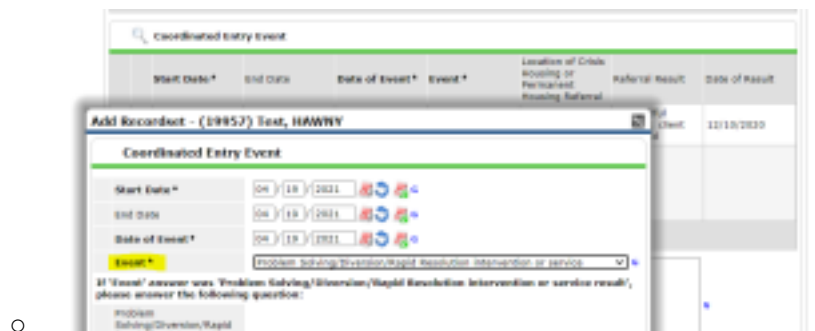 Coordinated Entry Event
Start Date* End Date Date of Event* Event* Location of Crisis Housing or Permanent Housing Referral Referral Result Date of Result
Add Recordset - (19957) Test, HAWNY
client 12/10/2020
Coordinated Entry Event
Start Date* 04 / 19 / 2021 G
End Date 04 / 19 / 2021 G
Date of Event* 04 / 19 / 2021 G
Event* Problem Solving/Diversion/Rapid Resolution intervention or service G
If 'Event' answer was 'Problem Solving/Diversion/Rapid Resolution intervention or service result',
please answer the following question:
Problem
Solving/Diversion/Rapid